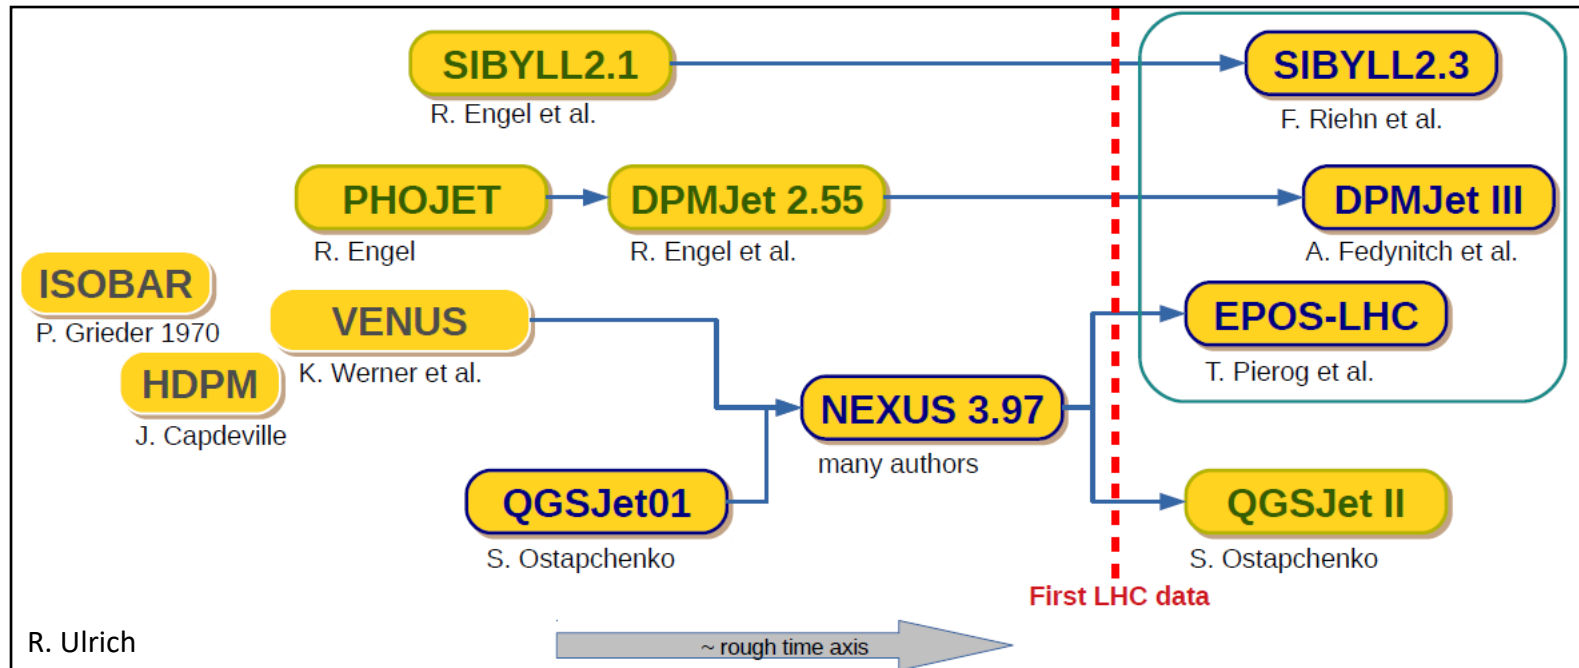 SIBYLL2.1
R. Engel et al.
SIBYLL2.3
F. Riehn et al.
PHOJET
R. Engel
DPMJet 2.55
R. Engel et al.
DPMJet III
A. Fedynitch et al.
ISOBAR
P. Grieder 1970
VENUS
K. Werner et al.
EPOS-LHC
T. Pierog et al.
HDPM
J. Capdeville
NEXUS 3.97
many authors
QGSJet01
S. Ostapchenko
QGSJet II
S. Ostapchenko
First LHC data
R. Ulrich
~ rough time axis